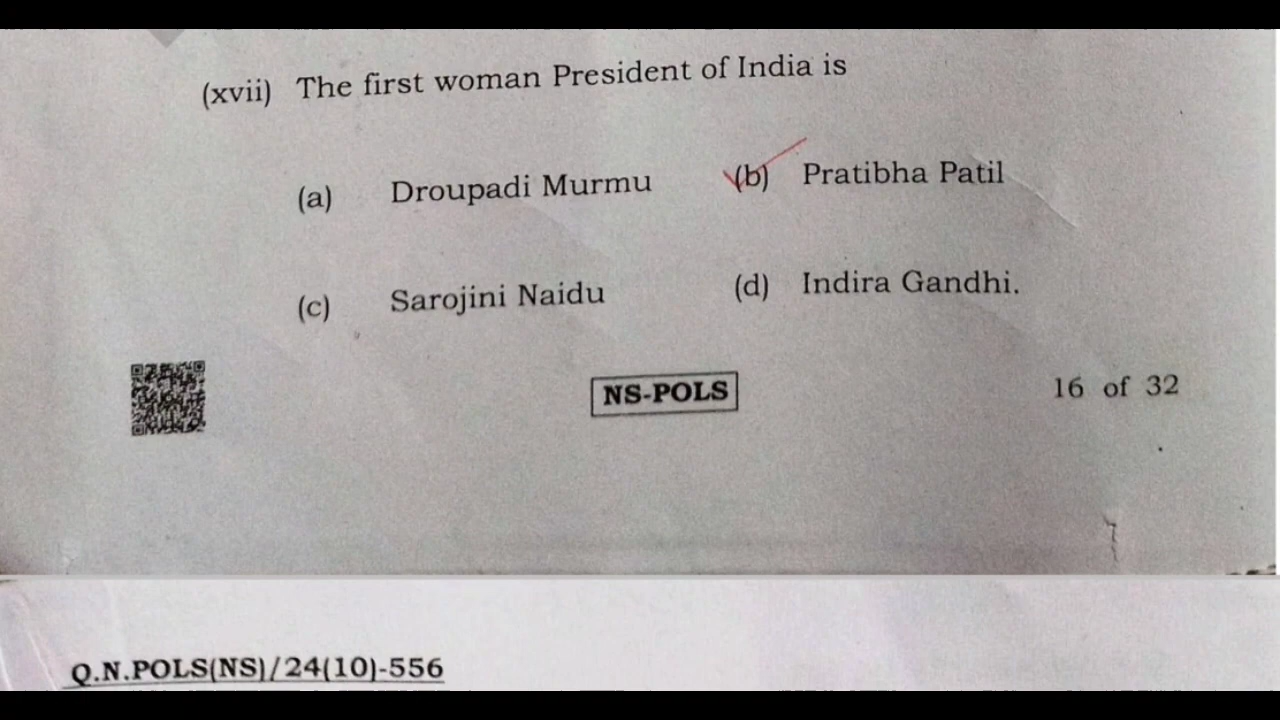 (xvii) The first woman President of India is
(a) Droupadi Murmu (b) Pratibha Patil
(c) Sarojini Naidu (d) Indira Gandhi.
NS-POLS 16 of 32
Q.N.POLS(NS)/24(10)-556